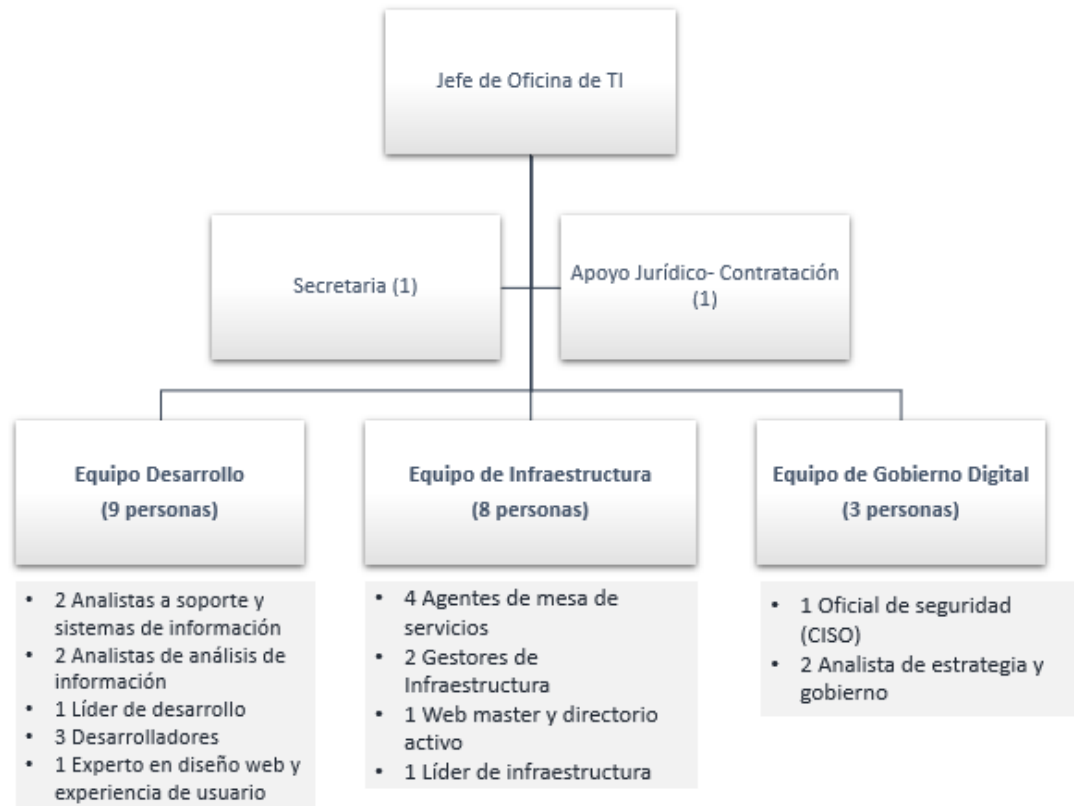 Jefe de Oficina de TI
Secretaria (1)
Apoyo Jurídico- Contratación
(1)
Equipo Desarrollo
(9 personas)
Equipo de Infraestructura
(8 personas)
Equipo de Gobierno Digital
(3 personas)
• 2 Analistas a soporte y
sistemas de información
• 2 Analistas de análisis de
información
• 1 Líder de desarrollo
• 3 Desarrolladores
• 1 Experto en diseño web y
experiencia de usuario
• 4 Agentes de mesa de
servicios
• 2 Gestores de
Infraestructura
• 1 Web master y directorio
activo
• 1 Líder de infraestructura
• 1 Oficial de seguridad
(CISO)
• 2 Analista de estrategia y
gobierno